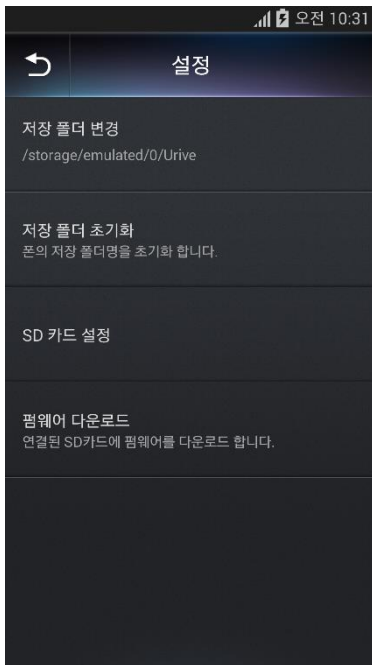 오전 10:31
설정
저장 폴더 변경
/storage/emulated/0/Urive
저장 폴더 초기화
폰의 저장 폴더명을 초기화 합니다.
SD 카드 설정
펌웨어 다운로드
연결된 SD카드에 펌웨어를 다운로드 합니다.